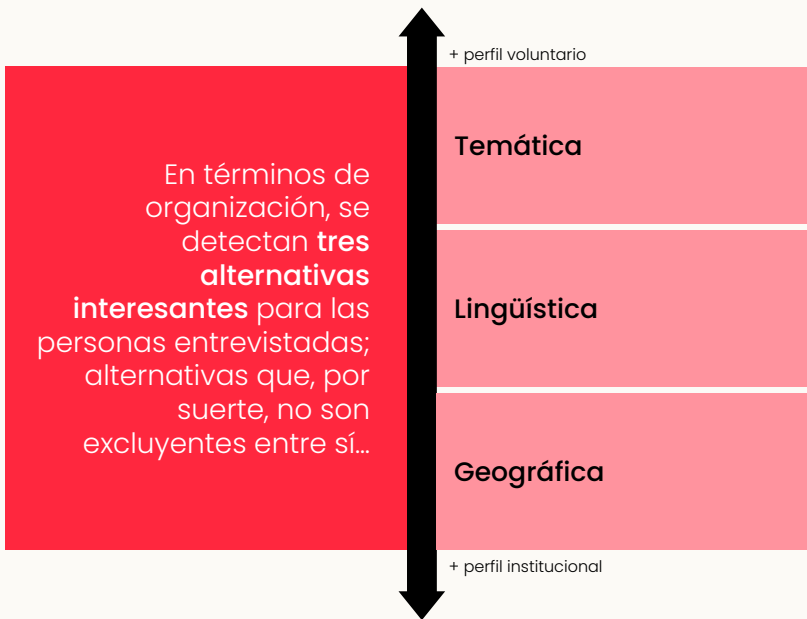 En términos de
organización, se
detectan tres
alternativas
interesantes para las
personas entrevistadas;
alternativas que, por
suerte, no son
excluyentes entre sí...
+ perfil voluntario
Temática
Lingüística
Geográfica
+ perfil institucional